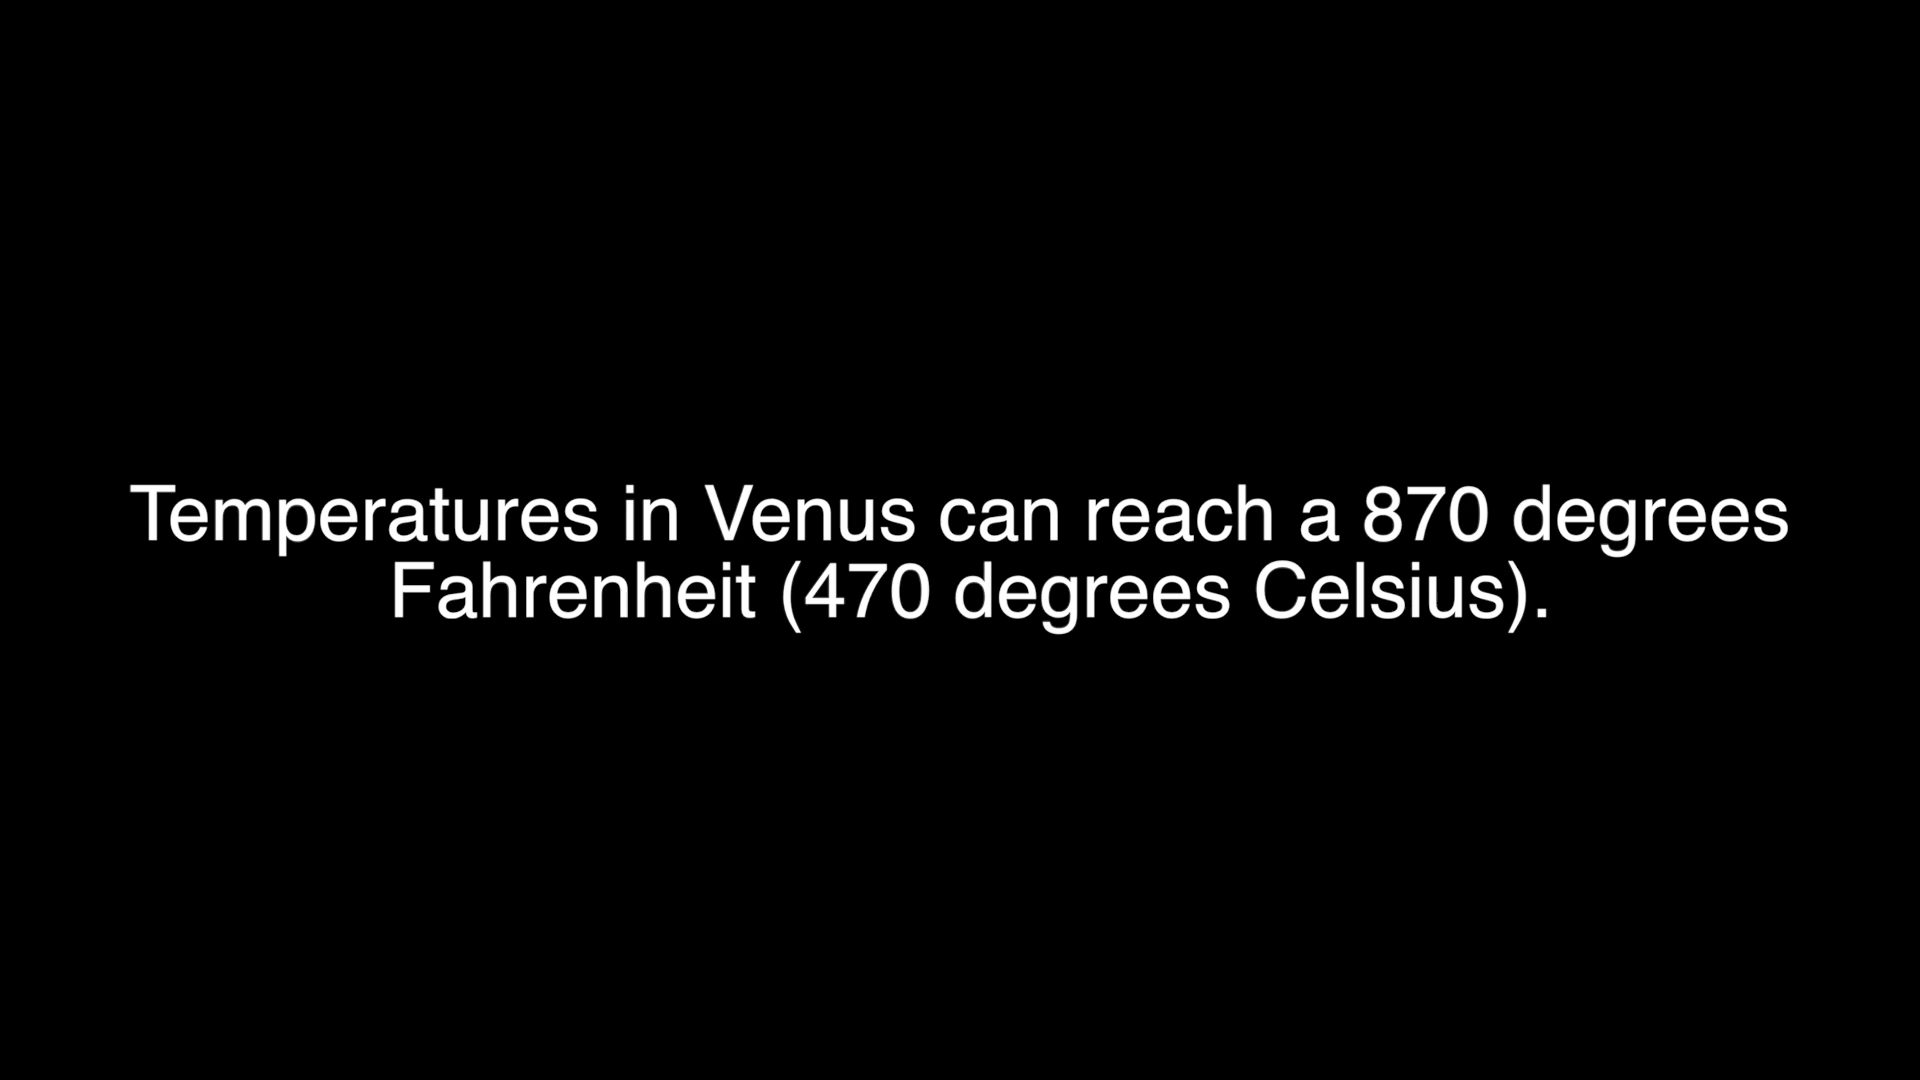 Temperatures in Venus can reach a 870 degrees
Fahrenheit (470 degrees Celsius).